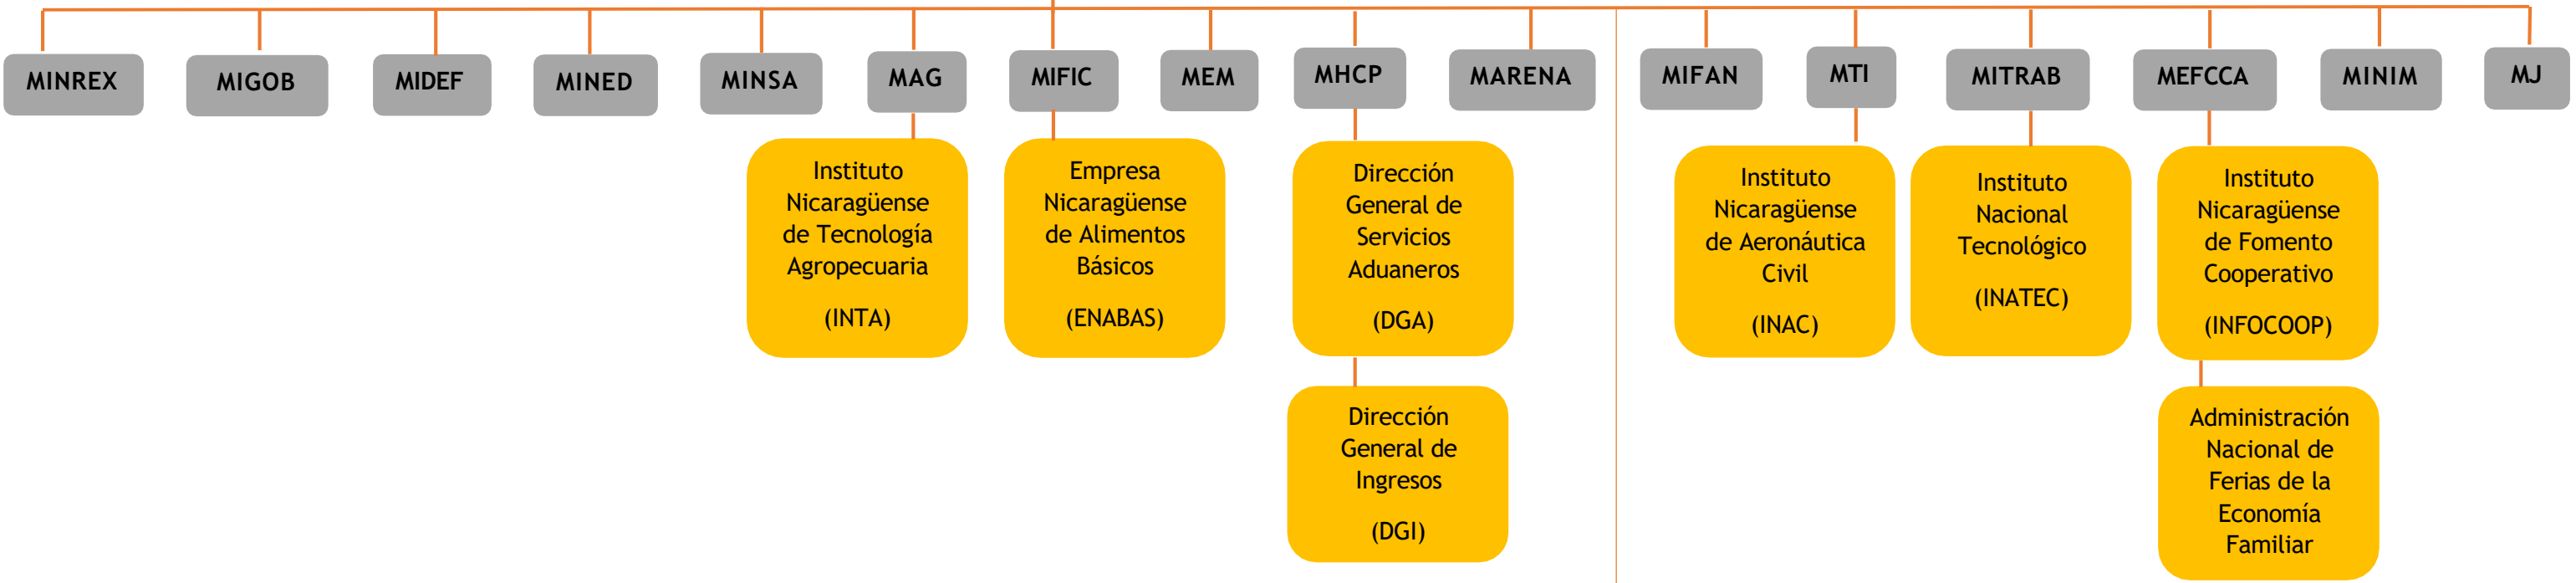 MINREX
MIGOB
MIDEF
MINED
MINSA
MAG
MIFIC
MEM
MHCP
MARENA
MIFAN
MTI
MITRAB
MEFCCA
MINIM
MJ
Instituto
Nicaragüense
de Tecnología
Agropecuaria
(INTA)
Empresa
Nicaragüense
de Alimentos
Básicos
(ENABAS)
Dirección
General de
Servicios
Aduaneros
(DGA)
Instituto
Nicaragüense
de Aeronáutica
Civil
(INAC)
Instituto
Nacional
Tecnológico
(INATEC)
Instituto
Nicaragüense
de Fomento
Cooperativo
(INFOCOOP)
Dirección
General de
Ingresos
(DGI)
Administración
Nacional de
Ferias de la
Economía
Familiar